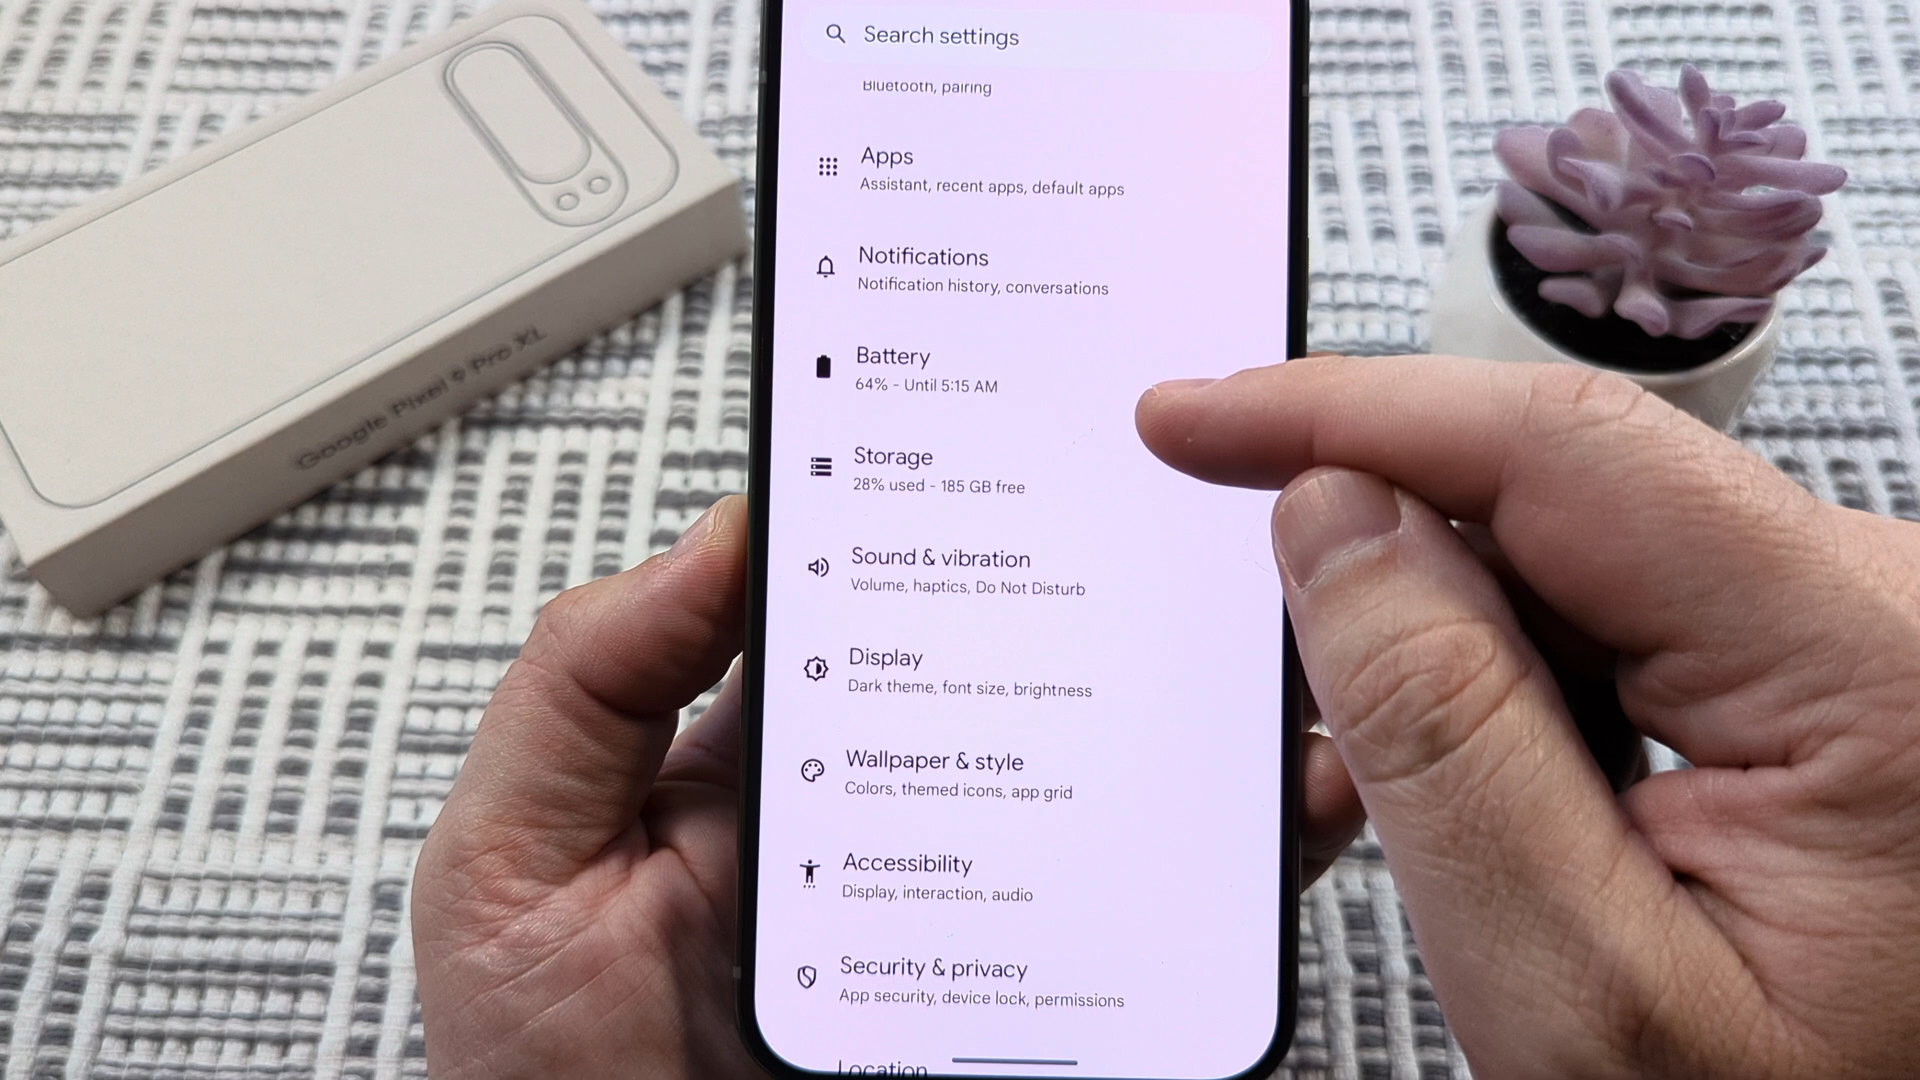 Search settings
Bluetooth, pairing
Apps
Assistant, recent apps, default apps
Notifications
Notification history, conversations
Battery
64% - Until 5:15 AM
Storage
28% used - 185 GB free
Sound & vibration
Volume, haptics, Do Not Disturb
Display
Dark theme, font size, brightness
Wallpaper & style
Colors, themed icons, app grid
Accessibility
Display, interaction, audio
Security & privacy
App security, device lock, permissions
Location
Google Pixel 9 Pro XL